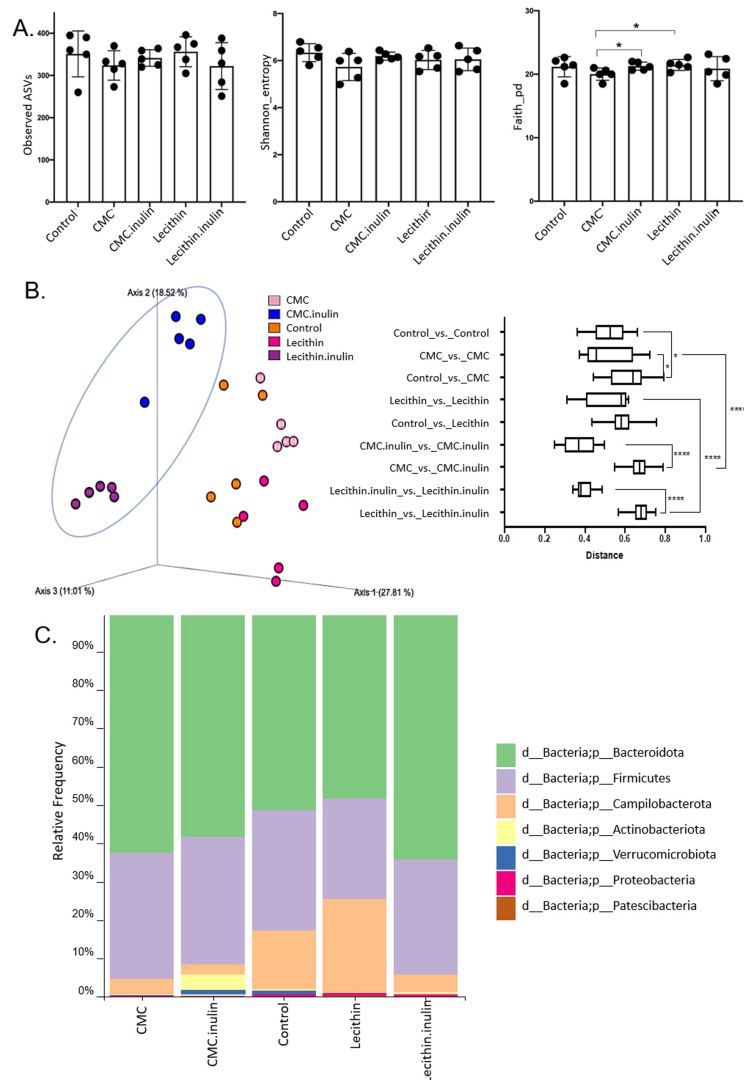 A.
Observed ASVs
400
300
200
100
0
Control
CMC
CMC.inulin
Lecithin
Lecithin.inulin
Shannon_entropy
8
6
4
2
0
Control
CMC
CMC.inulin
Lecithin
Lecithin.inulin
Faith_pd
30
20
10
0
*
*
Control
CMC
CMC.inulin
Lecithin
Lecithin.inulin
B.
Axis 2 (18.52 %)
CMC
CMC.inulin
Control
Lecithin
Lecithin.inulin
Axis 3 (11.01 %)
Axis 1 (27.81 %)
Control_vs._Control
CMC_vs._CMC
Control_vs._CMC
Lecithin_vs._Lecithin
Control_vs._Lecithin
CMC.inulin_vs._CMC.inulin
CMC_vs._CMC.inulin
Lecithin.inulin_vs._Lecithin.inulin
Lecithin_vs._Lecithin.inulin
*
*
****
****
****
****
0.0
0.2
0.4
0.6
0.8
1.0
Distance
C.
Relative Frequency
90%
80%
70%
60%
50%
40%
30%
20%
10%
0%
CMC
CMC.inulin
Control
Lecithin
Lecithin.inulin
d__Bacteria;p__Bacteroidota
d__Bacteria;p__Firmicutes
d__Bacteria;p__Campilobacterota
d__Bacteria;p__Actinobacteriota
d__Bacteria;p__Verrucomicrobiota
d__Bacteria;p__Proteobacteria
d__Bacteria;p__Patescibacteria